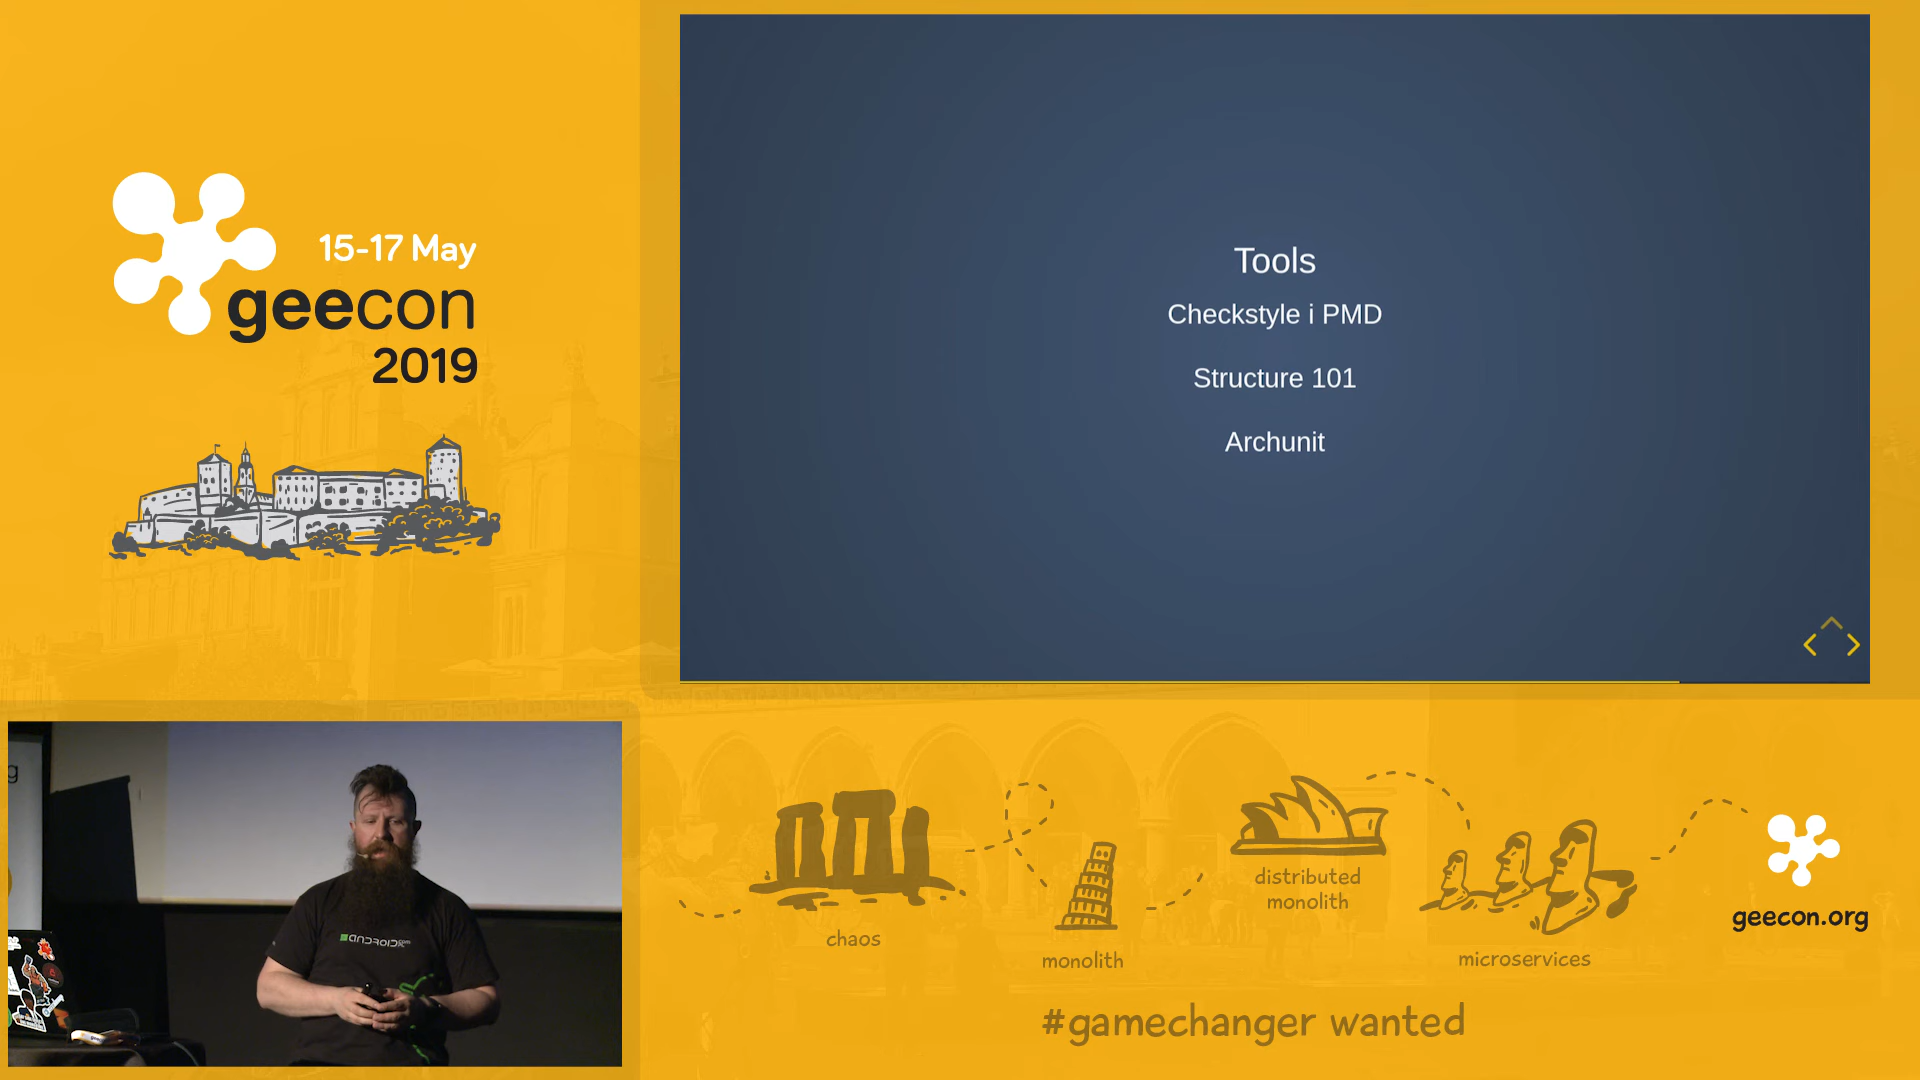 15-17 May
geecon
2019
Tools
Checkstyle i PMD
Structure 101
Archunit
g
ANDROID
chaos
monolith
distributed
monolith
microservices
geecon.org
#gamechanger wanted